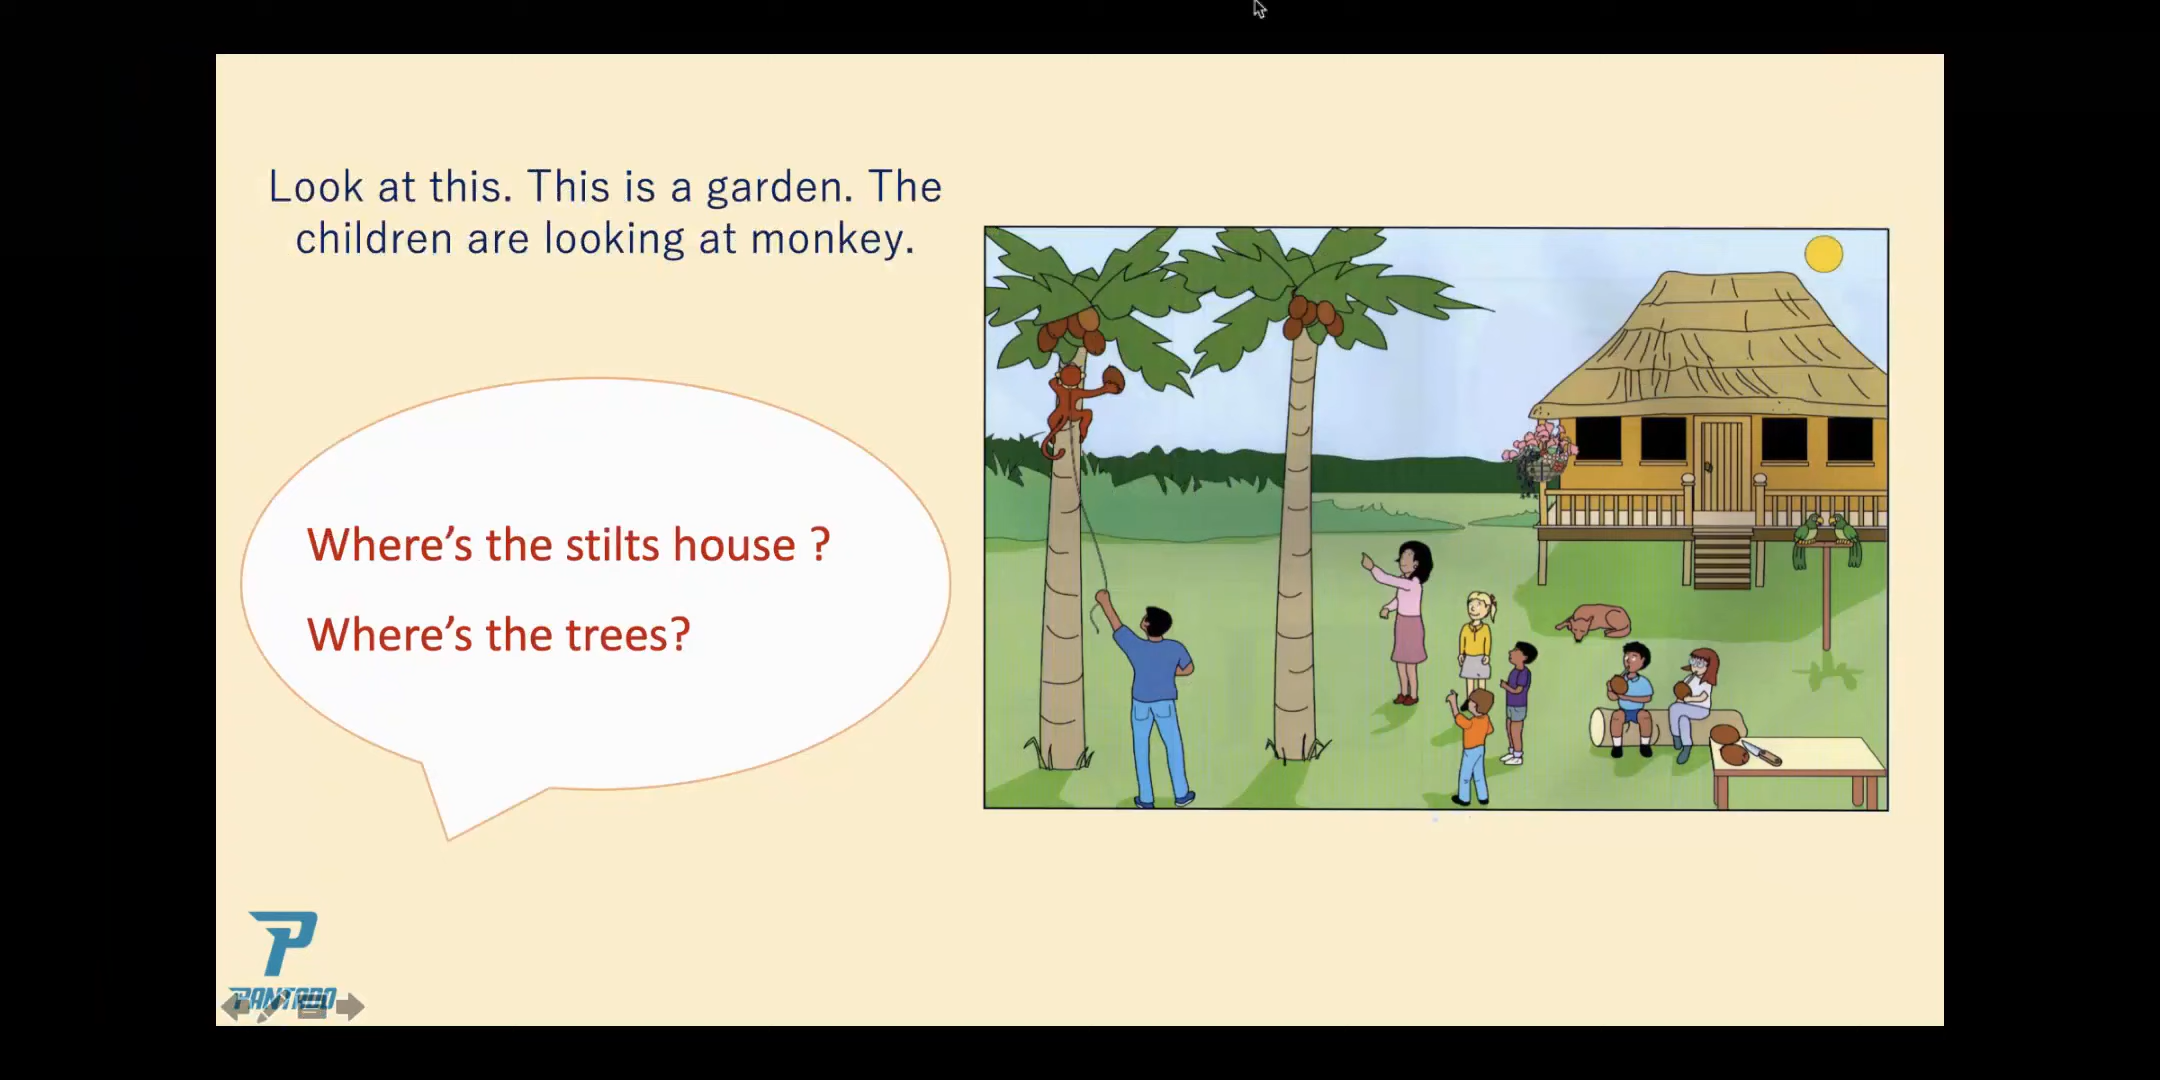 Look at this. This is a garden. The
children are looking at monkey.
Where’s the stilts house ?
Where’s the trees?
PANTADO